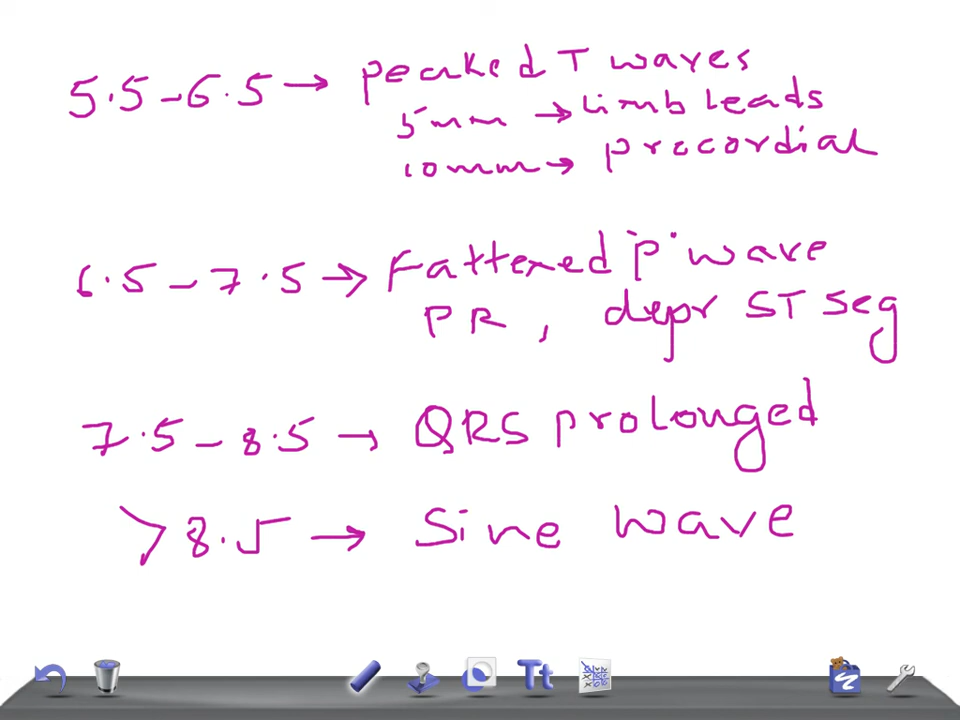 5.5-6.5 → peaked T waves
5mm → limb leads
10mm → precordial
6.5-7.5 → Fattened 'P' wave
PR, depr ST seg
7.5-8.5 → QRS prolonged
>8.5 → Sine wave
Tt